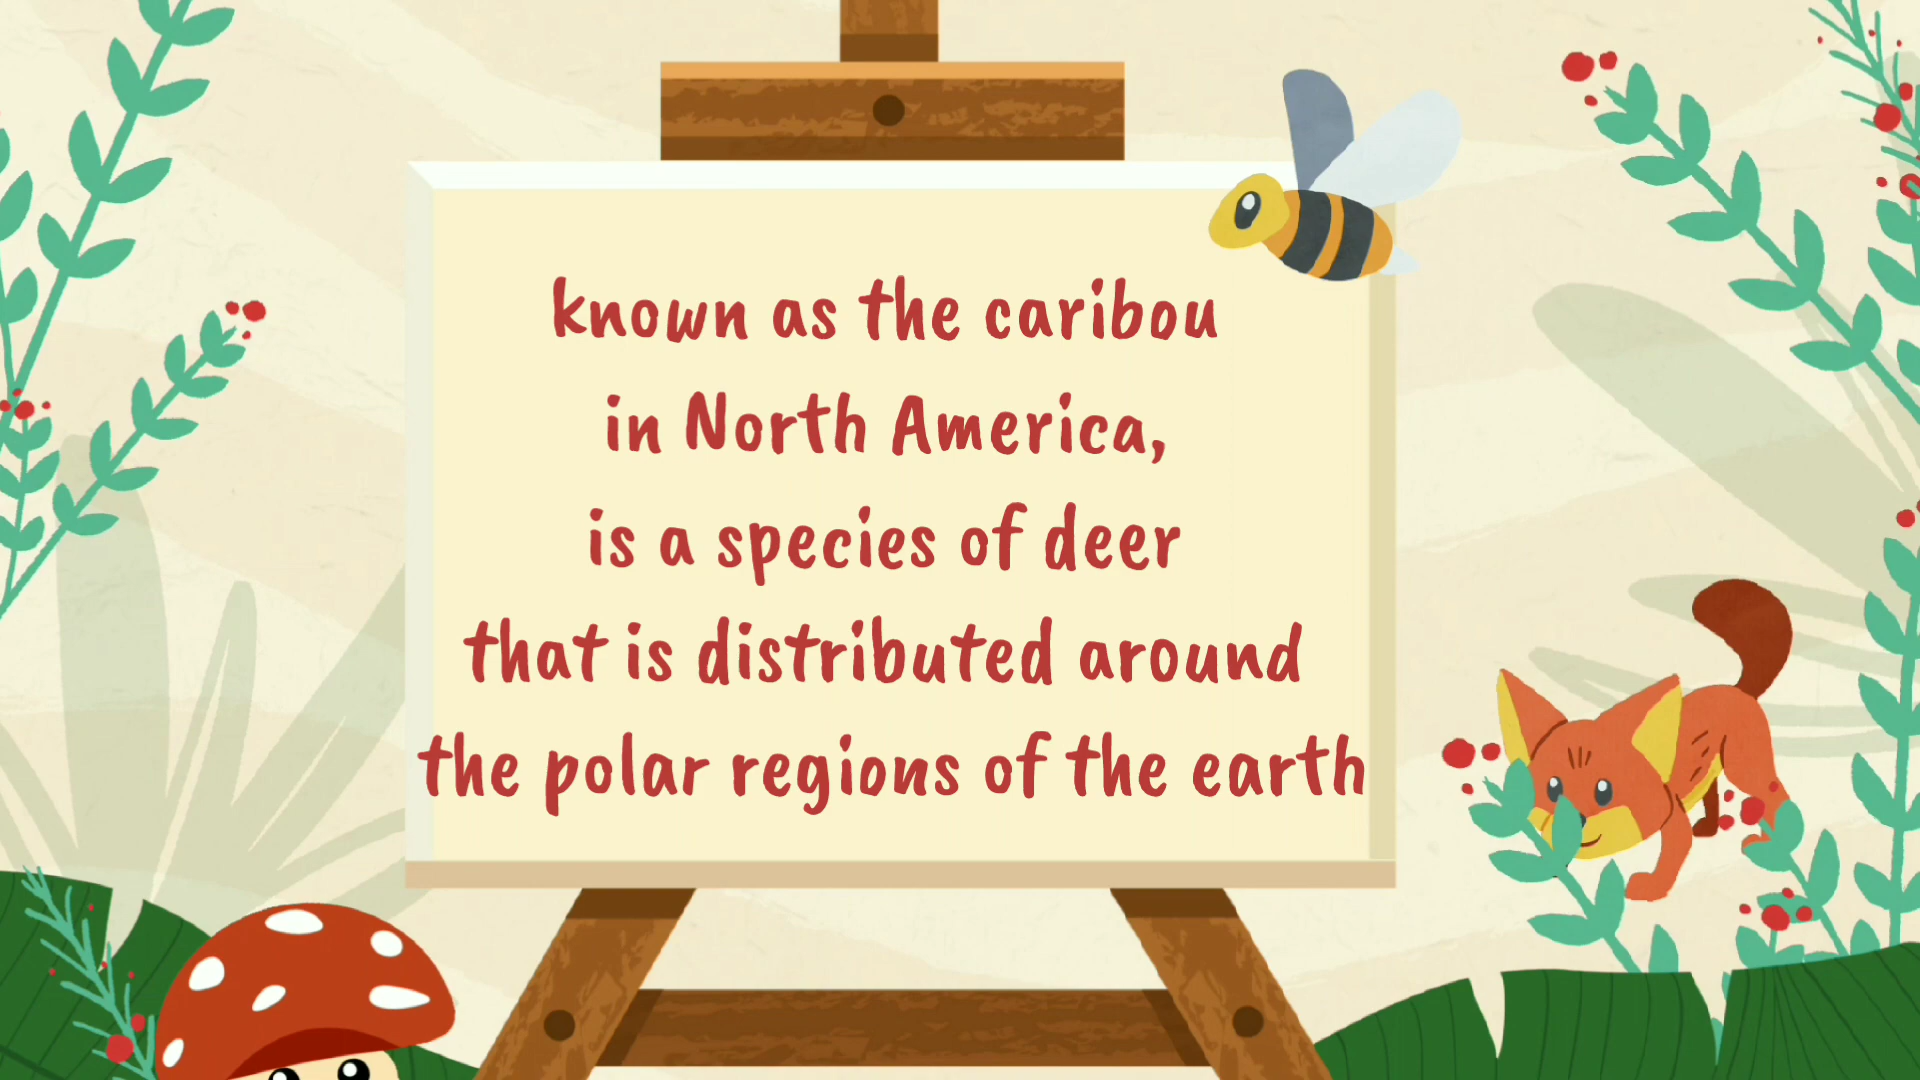 known as the caribou
in North America,
is a species of deer
that is distributed around
the polar regions of the earth